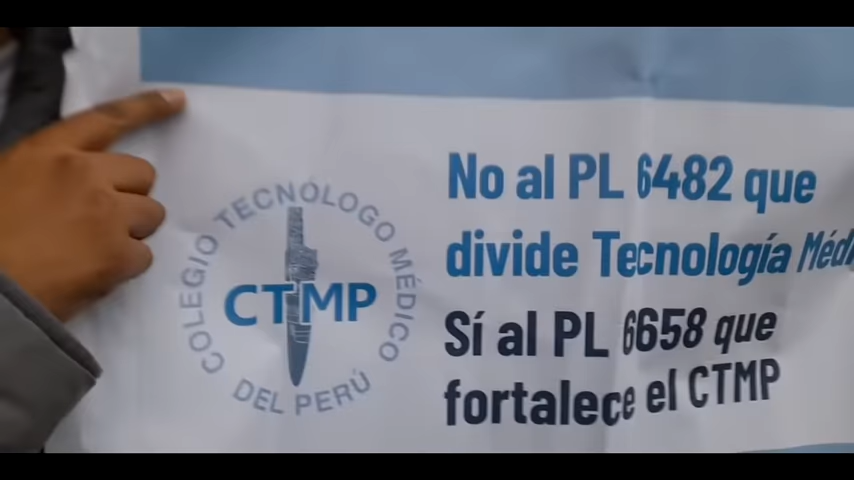 COLEGIO TECNÓLOGO MÉDICO
CTMP
DEL PERÚ
No al PL 6482 que
divide Tecnología Médi
Sí al PL 6658 que
fortalece el CTMP